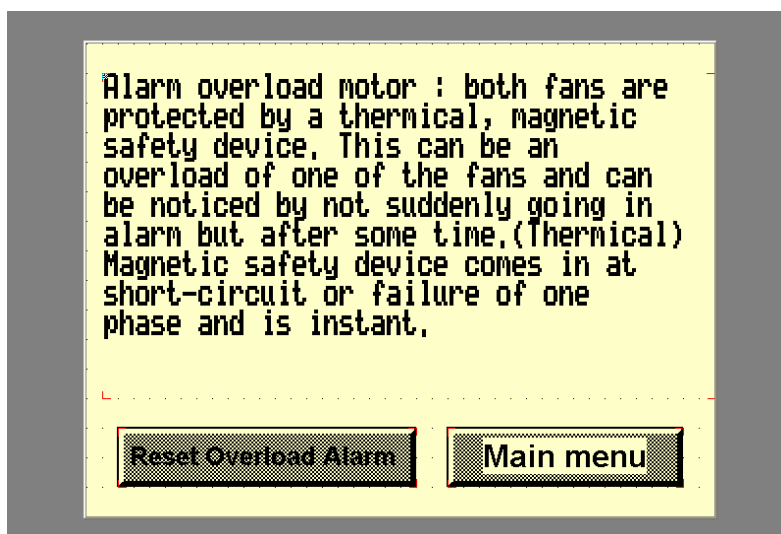 Alarm overload motor : both fans are
protected by a thermical, magnetic
safety device. This can be an
overload of one of the fans and can
be noticed by not suddenly going in
alarm but after some time.(Thermical)
Magnetic safety device comes in at
short-circuit or failure of one
phase and is instant.
Reset Overload Alarm
Main menu